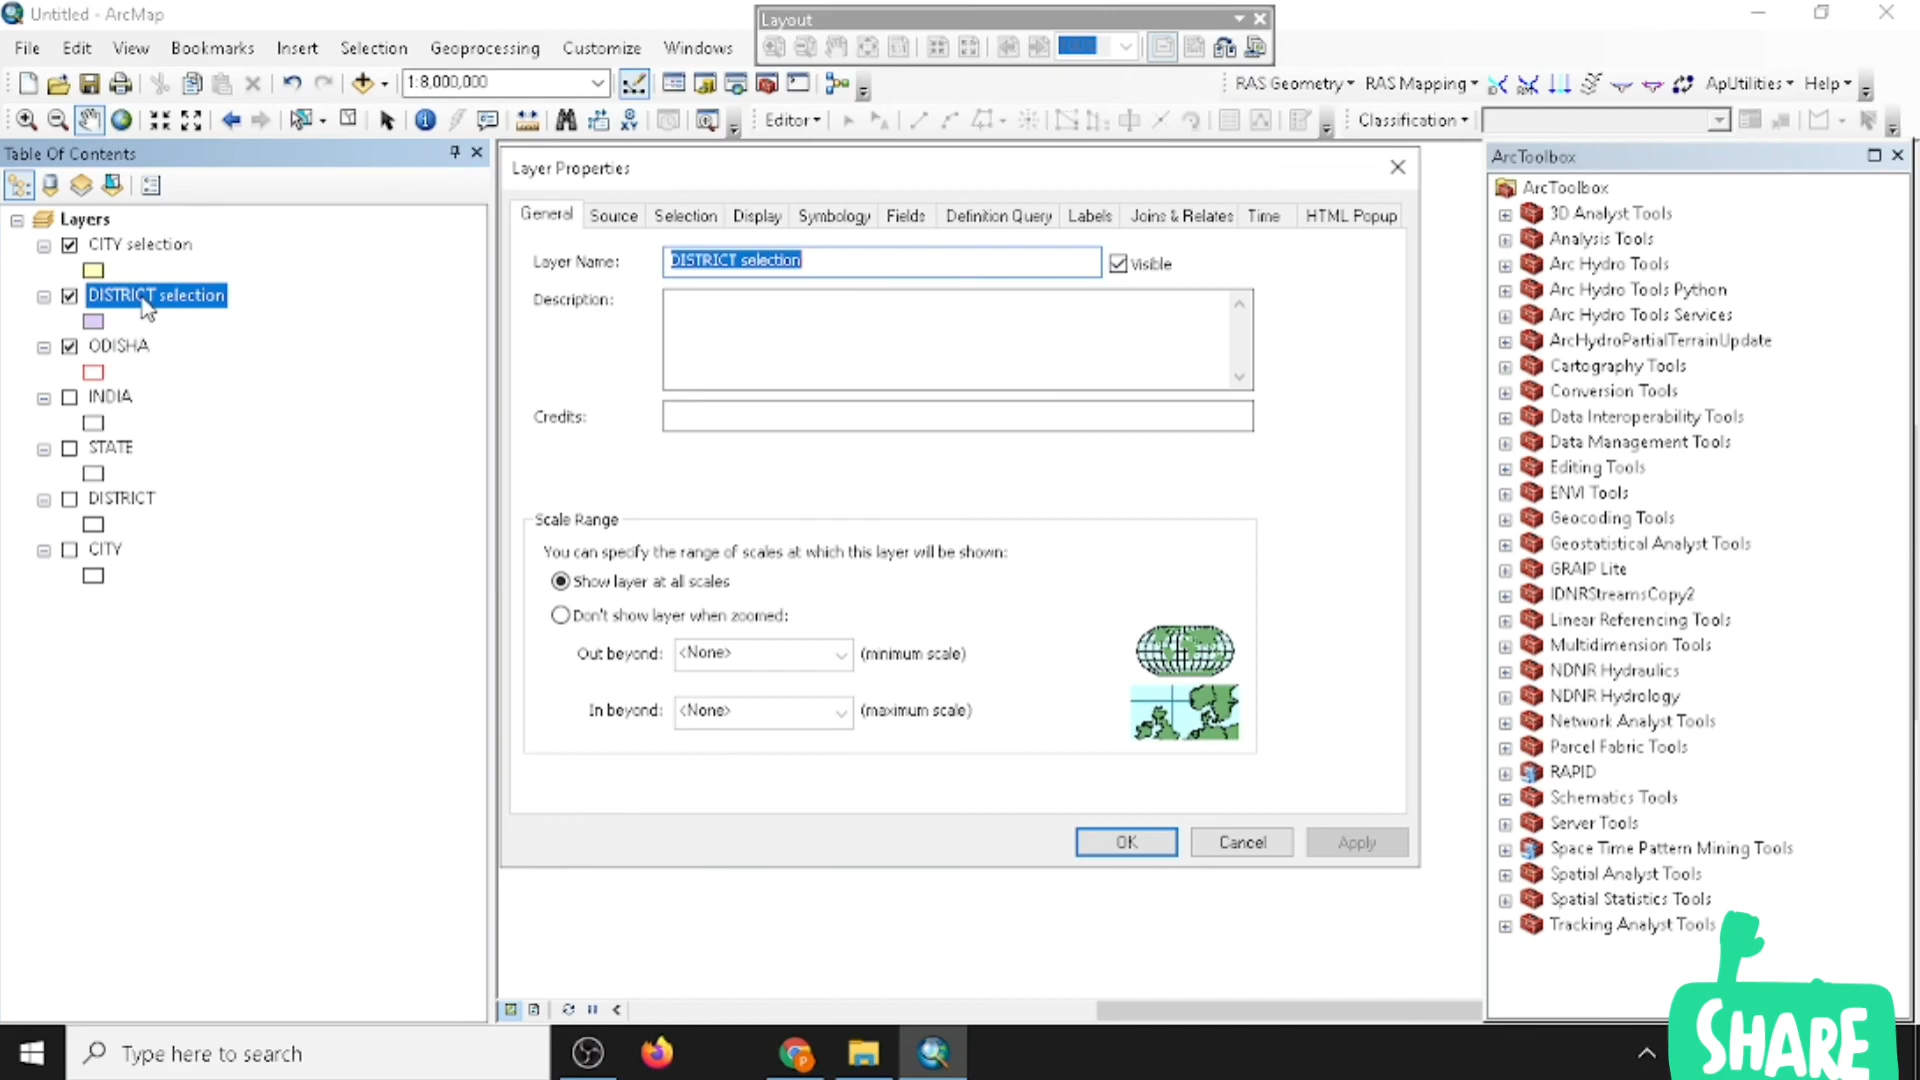 Untitled - ArcMap
File Edit View Bookmarks Insert Selection Geoprocessing Customize Windows
Layout
1:8,000,000
RAS Geometry RAS Mapping ApUtilities Help
Editor
Classification
Table Of Contents
Layers
CITY selection
DISTRICT selection
ODISHA
INDIA
STATE
DISTRICT
CITY
Layer Properties
General Source Selection Display Symbology Fields Definition Query Labels Joins & Relates Time HTML Popup
Layer Name: DISTRICT selection Visible
Description:
Credits:
Scale Range
You can specify the range of scales at which this layer will be shown:
Show layer at all scales
Don't show layer when zoomed:
Out beyond: <None> (minimum scale)
In beyond: <None> (maximum scale)
OK Cancel Apply
ArcToolbox
ArcToolbox
3D Analyst Tools
Analysis Tools
Arc Hydro Tools
Arc Hydro Tools Python
Arc Hydro Tools Services
ArcHydroPartialTerrainUpdate
Cartography Tools
Conversion Tools
Data Interoperability Tools
Data Management Tools
Editing Tools
ENVI Tools
Geocoding Tools
Geostatistical Analyst Tools
GRAIP Lite
IDNRStreamsCopy2
Linear Referencing Tools
Multidimension Tools
NDNR Hydraulics
NDNR Hydrology
Network Analyst Tools
Parcel Fabric Tools
RAPID
Schematics Tools
Server Tools
Space Time Pattern Mining Tools
Spatial Analyst Tools
Spatial Statistics Tools
Tracking Analyst Tools
SHARE
Type here to search